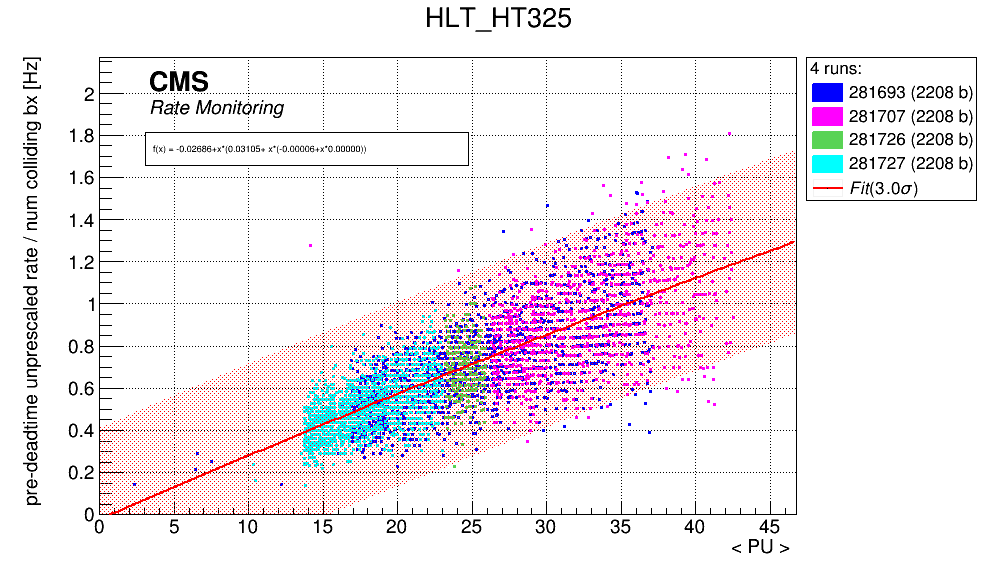 HLT_HT325
pre-deadtime unprescaled rate / num colliding bx [Hz]
CMS
Rate Monitoring
f(x) = -0.02686+x*(0.03105+ x*(-0.00006+x*0.00000))
2
1.8
1.6
1.4
1.2
1
0.8
0.6
0.4
0.2
0
0 5 10 15 20 25 30 35 40 45
< PU >
4 runs:
281693 (2208 b)
281707 (2208 b)
281726 (2208 b)
281727 (2208 b)
Fit(3.0σ)